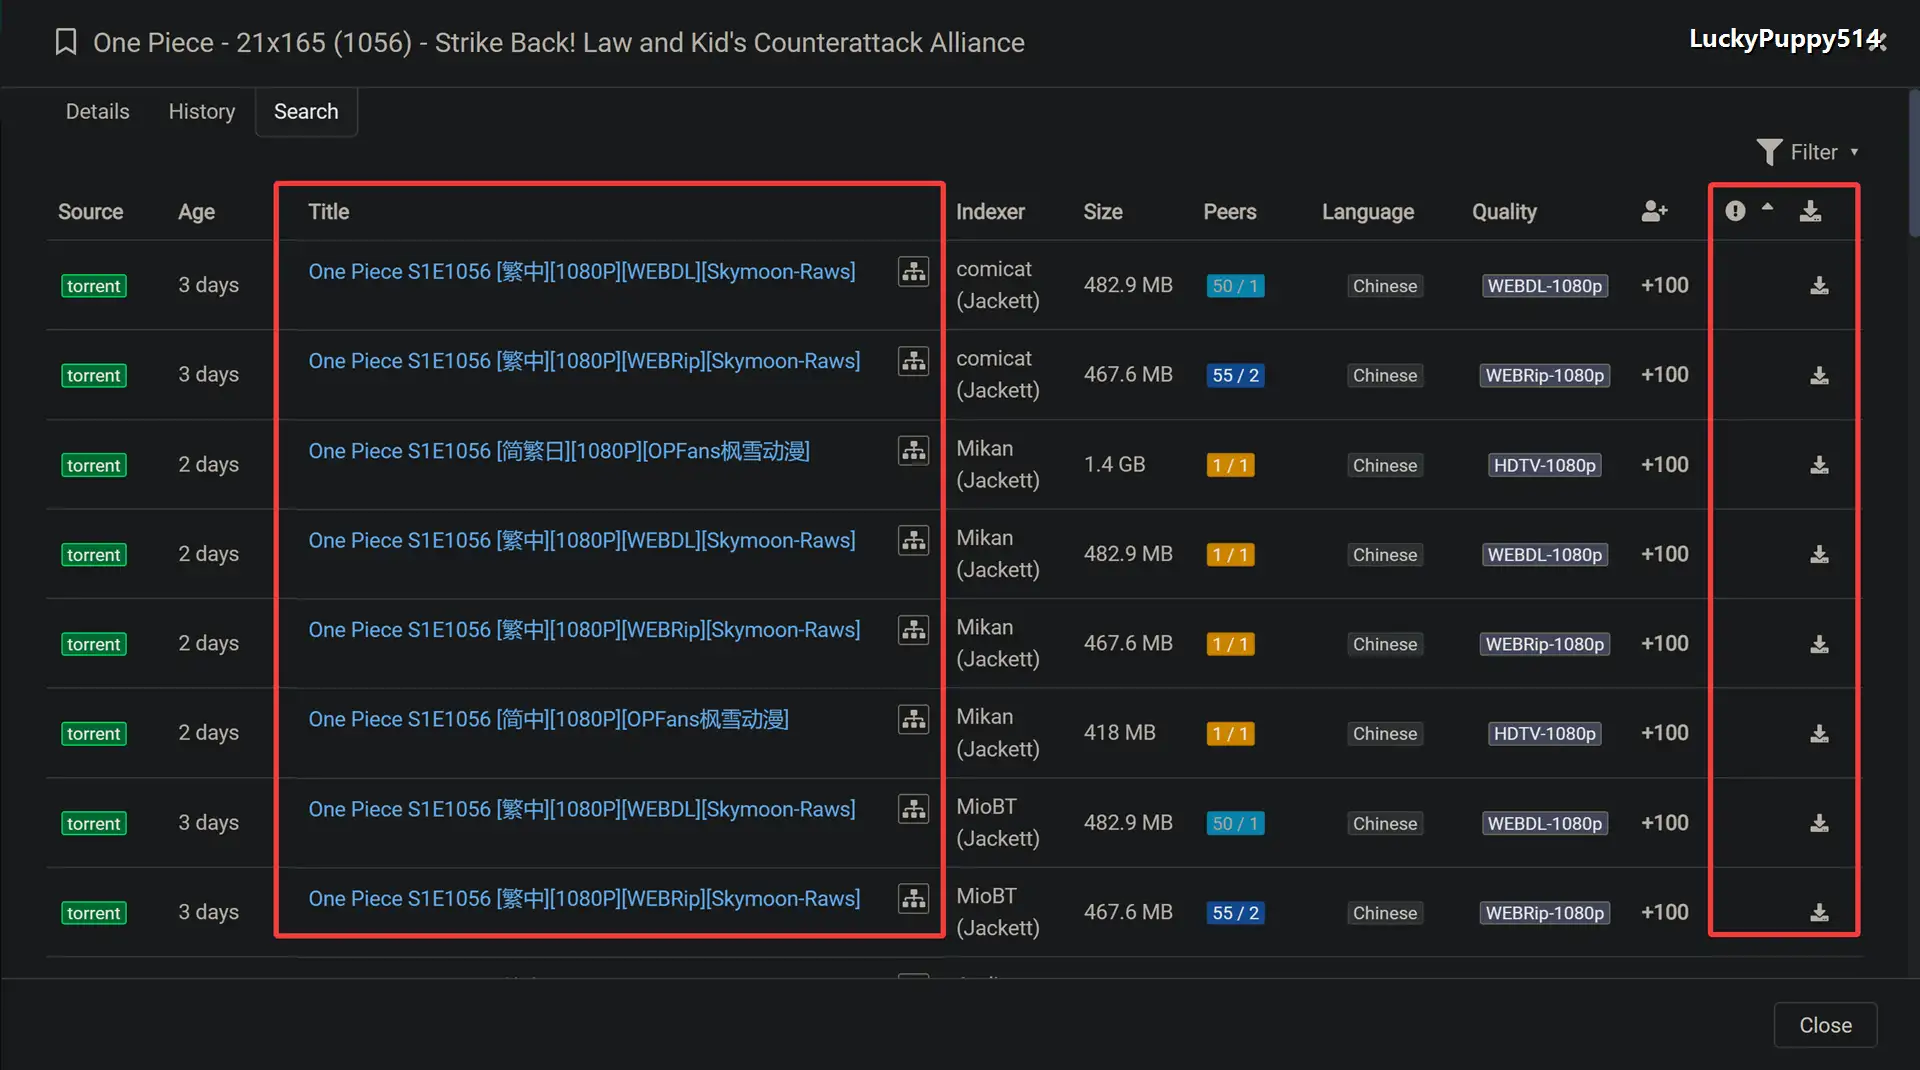 One Piece - 21x165 (1056) - Strike Back! Law and Kid's Counterattack Alliance
LuckyPuppy514
Details History Search
Filter
Source Age Title Indexer Size Peers Language Quality
torrent 3 days One Piece S1E1056 [繁中][1080P][WEBDL][Skymoon-Raws] comicat (Jackett) 482.9 MB 50 / 1 Chinese WEBDL-1080p +100
torrent 3 days One Piece S1E1056 [繁中][1080P][WEBRip][Skymoon-Raws] comicat (Jackett) 467.6 MB 55 / 2 Chinese WEBRip-1080p +100
torrent 2 days One Piece S1E1056 [简繁日][1080P][OPFans枫雪动漫] Mikan (Jackett) 1.4 GB 1 / 1 Chinese HDTV-1080p +100
torrent 2 days One Piece S1E1056 [繁中][1080P][WEBDL][Skymoon-Raws] Mikan (Jackett) 482.9 MB 1 / 1 Chinese WEBDL-1080p +100
torrent 2 days One Piece S1E1056 [繁中][1080P][WEBRip][Skymoon-Raws] Mikan (Jackett) 467.6 MB 1 / 1 Chinese WEBRip-1080p +100
torrent 2 days One Piece S1E1056 [简中][1080P][OPFans枫雪动漫] Mikan (Jackett) 418 MB 1 / 1 Chinese HDTV-1080p +100
torrent 3 days One Piece S1E1056 [繁中][1080P][WEBDL][Skymoon-Raws] MioBT (Jackett) 482.9 MB 50 / 1 Chinese WEBDL-1080p +100
torrent 3 days One Piece S1E1056 [繁中][1080P][WEBRip][Skymoon-Raws] MioBT (Jackett) 467.6 MB 55 / 2 Chinese WEBRip-1080p +100
Close